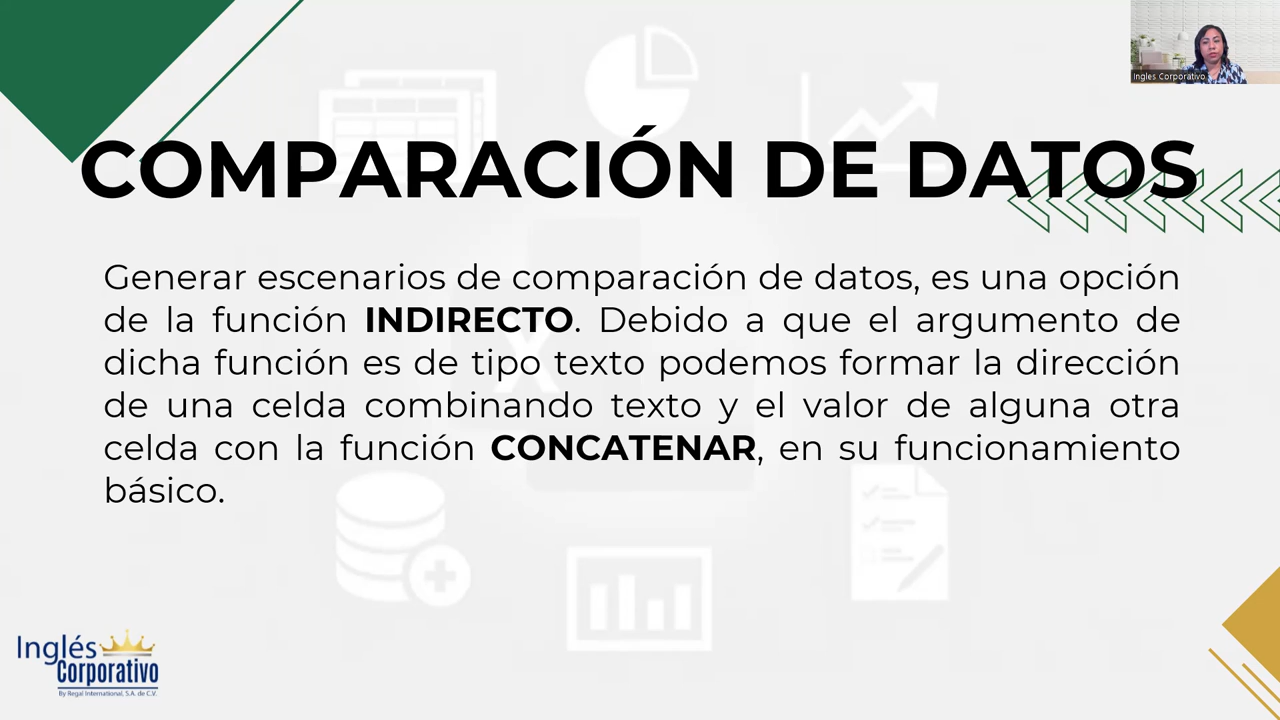 Ingles Corporativo
COMPARACIÓN DE DATOS
Generar escenarios de comparación de datos, es una opción
de la función INDIRECTO. Debido a que el argumento de
dicha función es de tipo texto podemos formar la dirección
de una celda combinando texto y el valor de alguna otra
celda con la función CONCATENAR, en su funcionamiento
básico.
Inglés
Corporativo
By Regal International, S.A. de C.V.